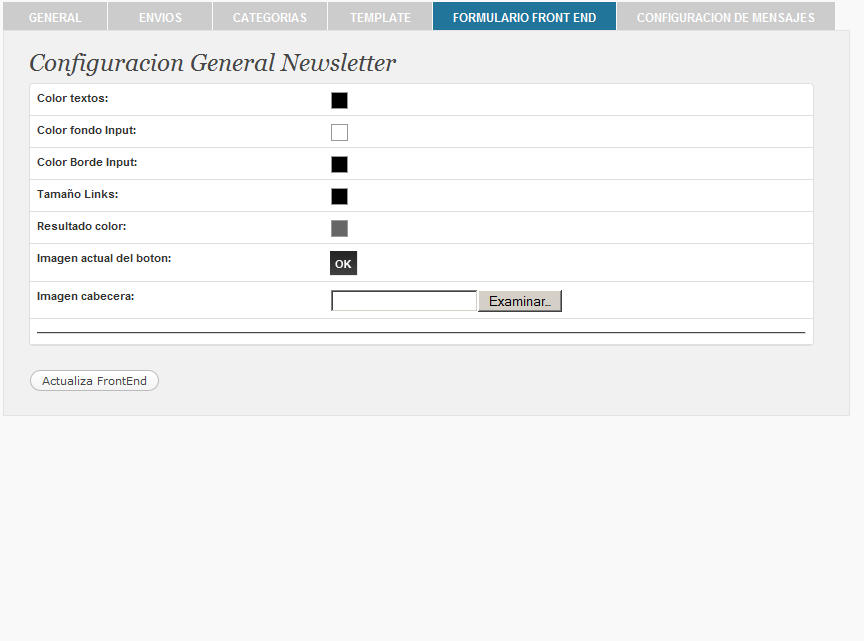 GENERAL ENVIOS CATEGORIAS TEMPLATE FORMULARIO FRONT END CONFIGURACION DE MENSAJES
Configuracion General Newsletter
Color textos:
Color fondo Input:
Color Borde Input:
Tamaño Links:
Resultado color:
Imagen actual del boton: OK
Imagen cabecera: Examinar...
Actualiza FrontEnd